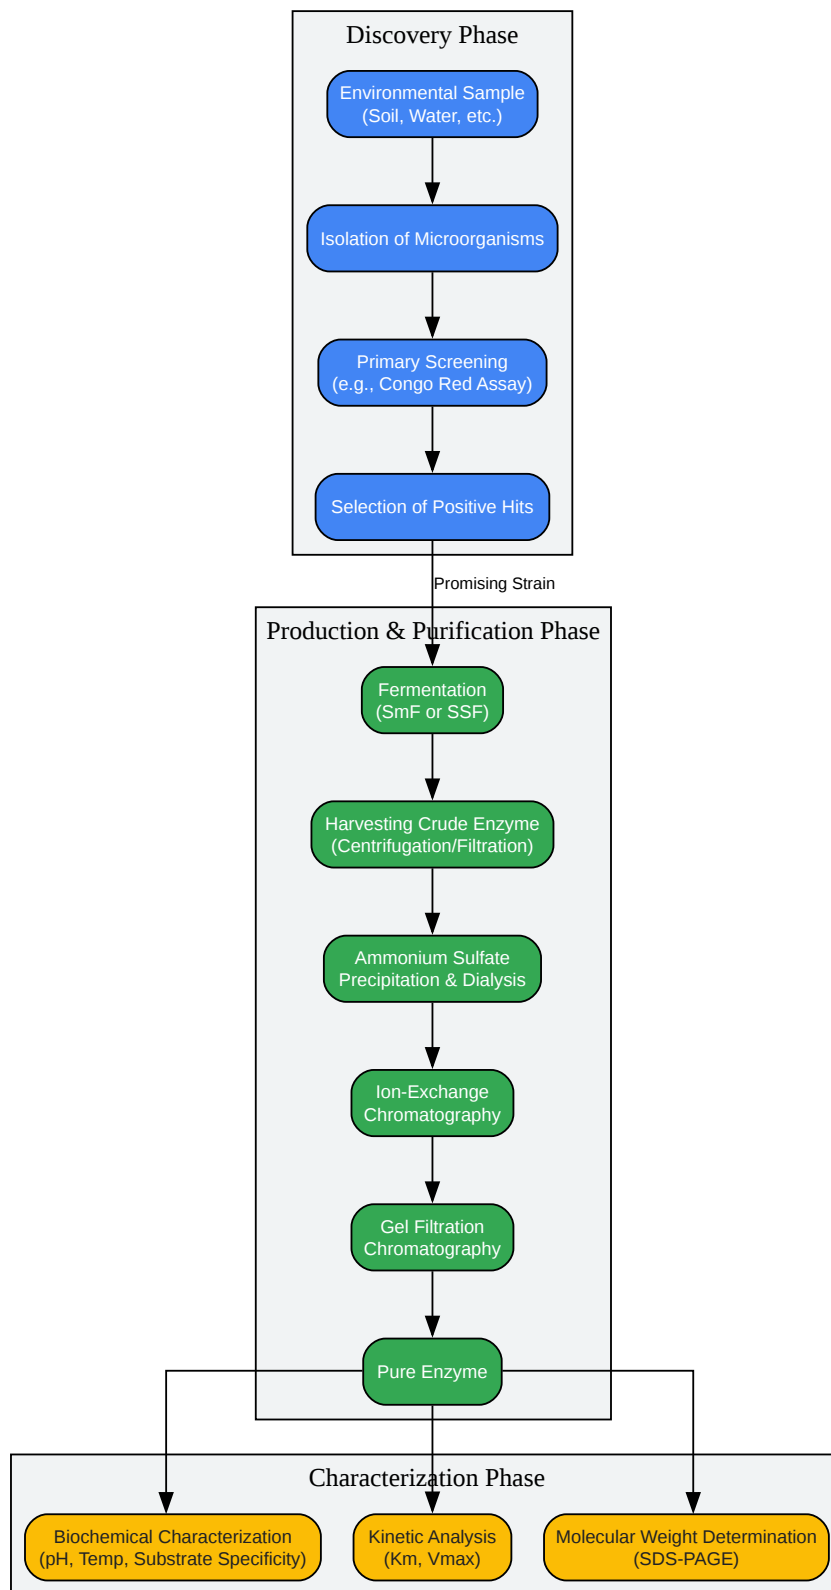 Discovery Phase
Environmental Sample
(Soil, Water, etc.)
Isolation of Microorganisms
Primary Screening
(e.g., Congo Red Assay)
Selection of Positive Hits
Promising Strain
Production & Purification Phase
Fermentation
(SmF or SSF)
Harvesting Crude Enzyme
(Centrifugation/Filtration)
Ammonium Sulfate
Precipitation & Dialysis
Ion-Exchange
Chromatography
Gel Filtration
Chromatography
Pure Enzyme
Characterization Phase
Biochemical Characterization
(pH, Temp, Substrate Specificity)
Kinetic Analysis
(Km, Vmax)
Molecular Weight Determination
(SDS-PAGE)